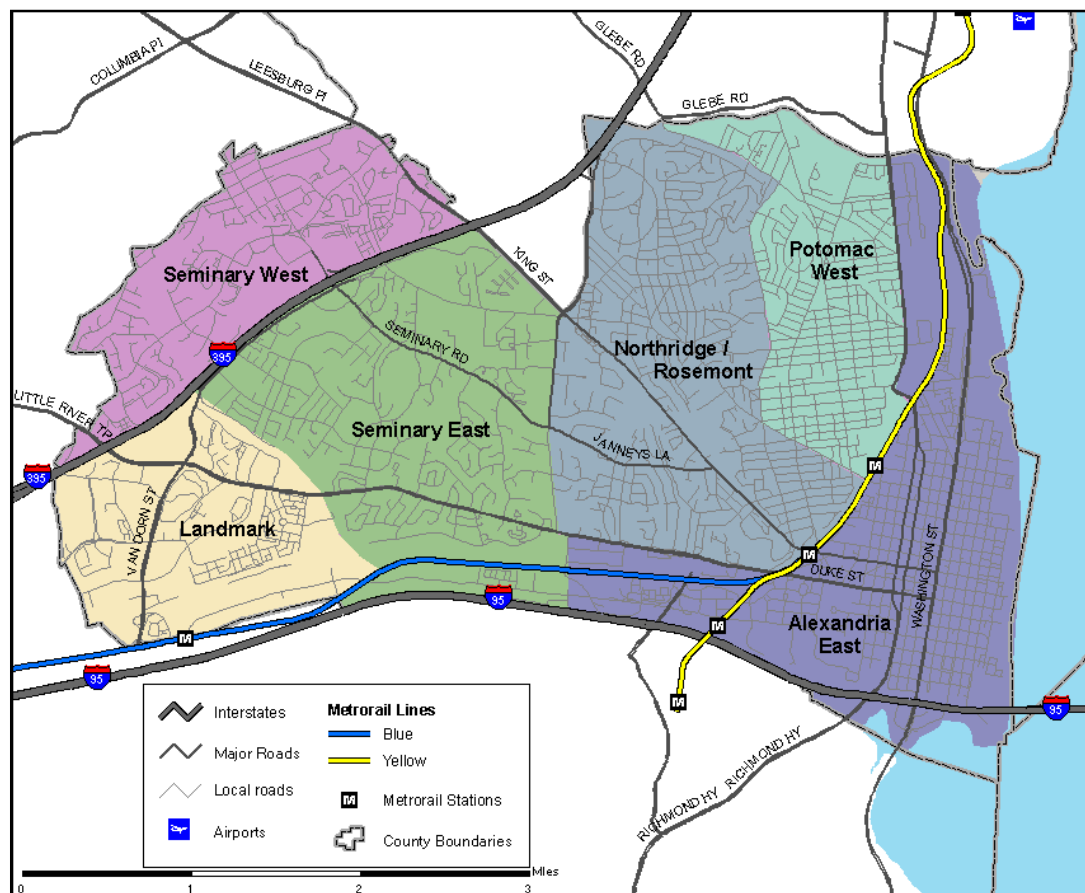 COLUMBIA PI
LEESBURG PI
GLEBE RD
GLEBE RD
KING ST
Seminary West
Potomac
West
395
SEMINARY RD
Northridge /
Rosemont
LITTLE RIVER TP
Seminary East
JANNEYS LA
395
VAN DORN ST
Landmark
DUKE ST
WASHINGTON ST
95
Alexandria
East
95
95
RICHMOND HY
RICHMOND HY
Interstates
Major Roads
Local roads
Airports
Metrorail Lines
Blue
Yellow
M
Metrorail Stations
County Boundaries
0
1
2
3
Miles